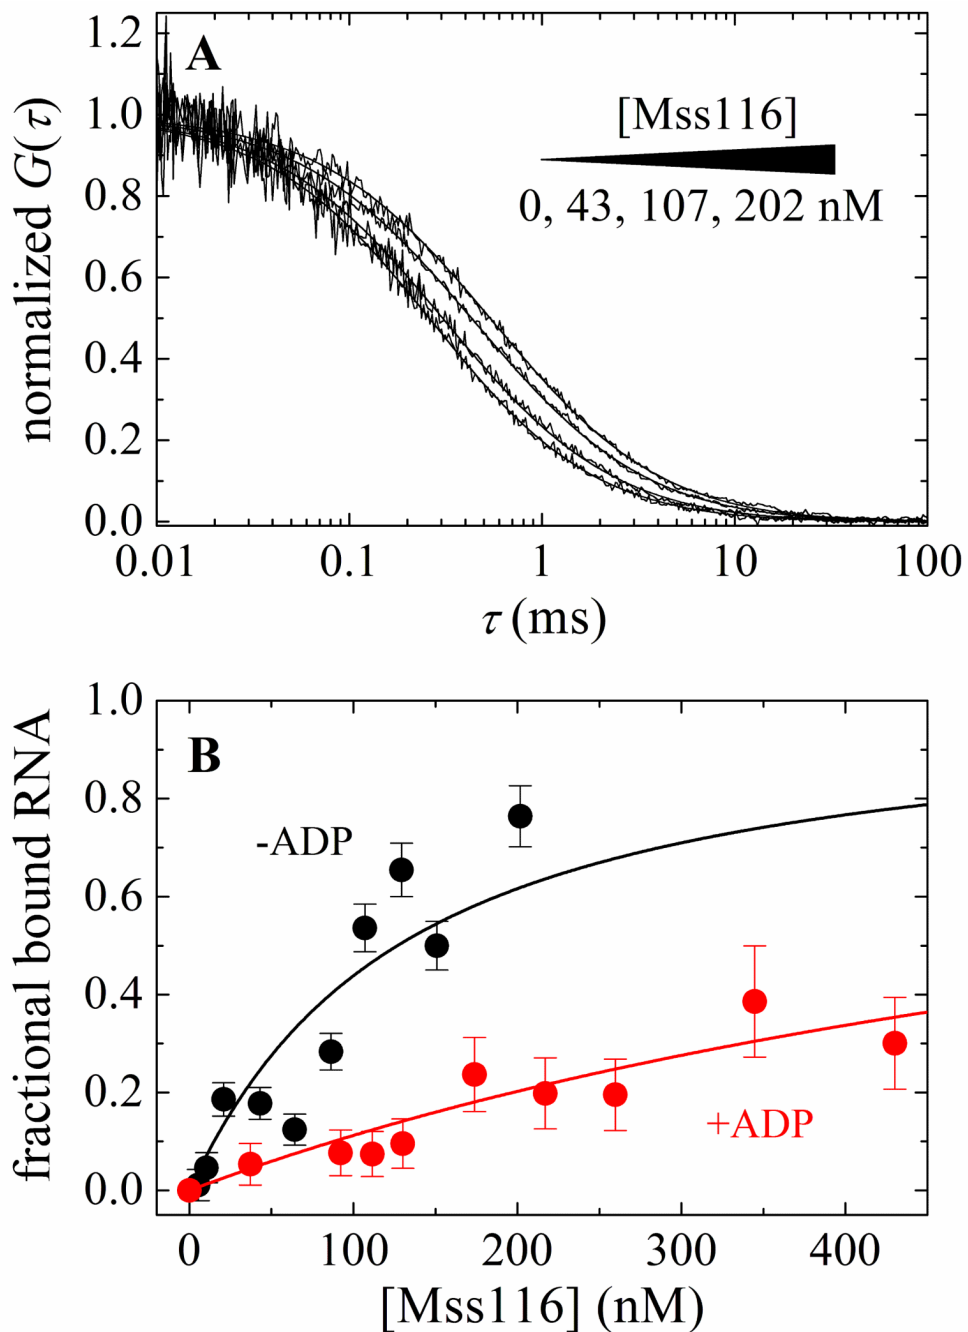 A
[Mss116]
0, 43, 107, 202 nM
normalized G(τ)
1.2
1.0
0.8
0.6
0.4
0.2
0.0
0.01 0.1 1 10 100
τ (ms)
B
-ADP
+ADP
fractional bound RNA
1.0
0.8
0.6
0.4
0.2
0.0
0 100 200 300 400
[Mss116] (nM)